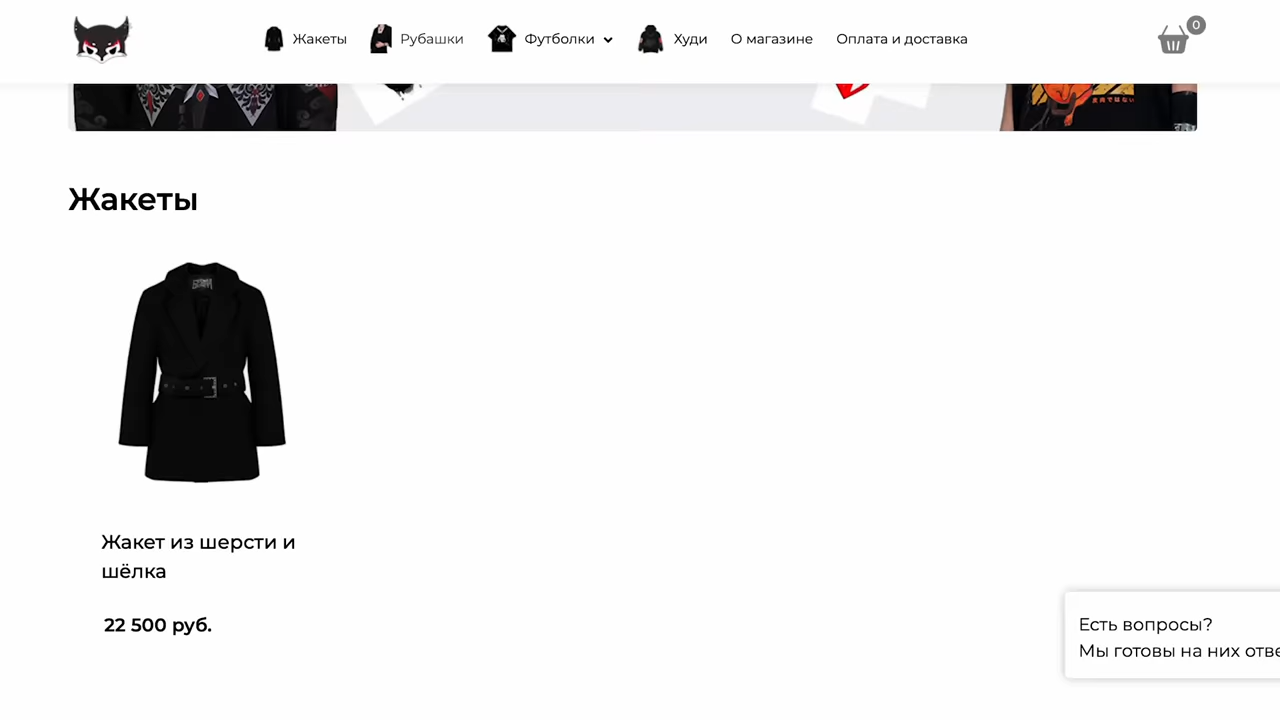 Жакеты
Рубашки
Футболки
Худи
О магазине
Оплата и доставка
0
Жакеты
Жакет из шерсти и
шёлка
22 500 руб.
Есть вопросы?
Мы готовы на них отве